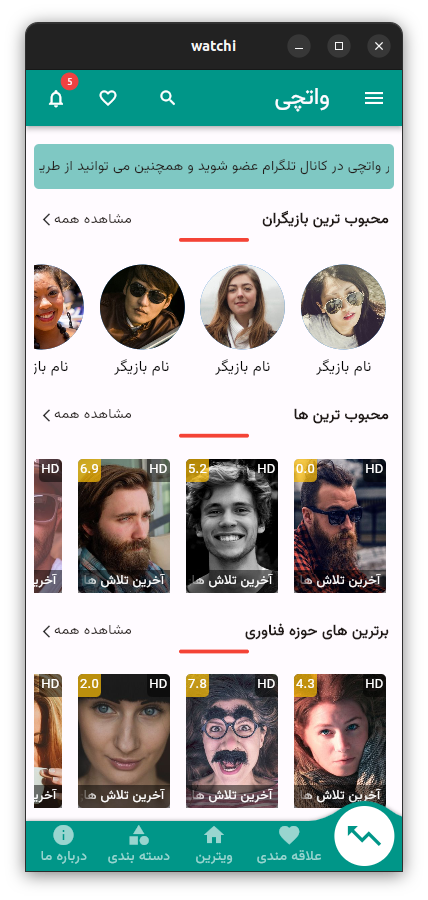 watchi
واتچی
5
ر واتچی در کانال تلگرام عضو شوید و همچنین می توانید از طری
محبوب ترین بازیگران
مشاهده همه
نام بازیگر
نام بازیگر
نام بازیگر
نام باز
محبوب ترین ها
مشاهده همه
0.0 HD
5.2 HD
6.9 HD
HD
آخرین تلاش ها
آخرین تلاش ها
آخرین تلاش ها
آخری
برترین های حوزه فناوری
مشاهده همه
4.3 HD
7.8 HD
2.0 HD
HD
آخرین تلاش ها
آخرین تلاش ها
آخرین تلاش ها
آخری
علاقه مندی
ویترین
دسته بندی
درباره ما